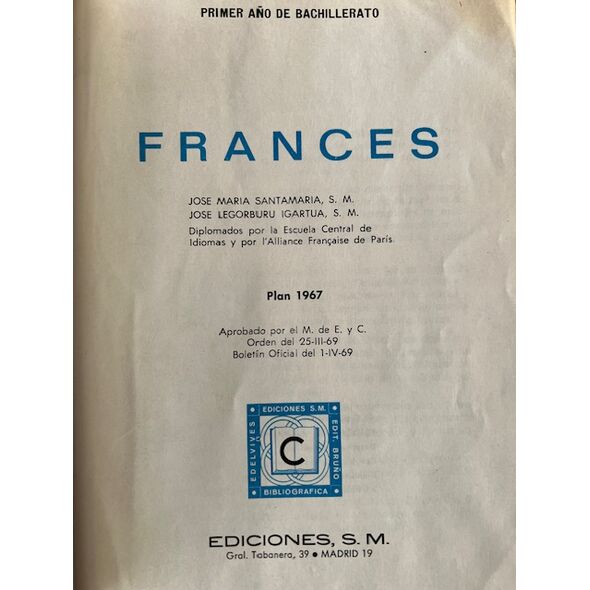 PRIMER AÑO DE BACHILLERATO
FRANCES
JOSE MARIA SANTAMARIA, S. M.
JOSE LEGORBURU IGARTUA, S. M.
Diplomados por la Escuela Central de
Idiomas y por l'Alliance Française de París.
Plan 1967
Aprobado por el M. de E. y C.
Orden del 25-III-69
Boletín Oficial del 1-IV-69
EDICIONES S.M.
EDELVIVES
C
EDIT. BRUÑO
BIBLIOGRAFICA
EDICIONES, S. M.
Gral. Tabanera, 39 ● MADRID 19